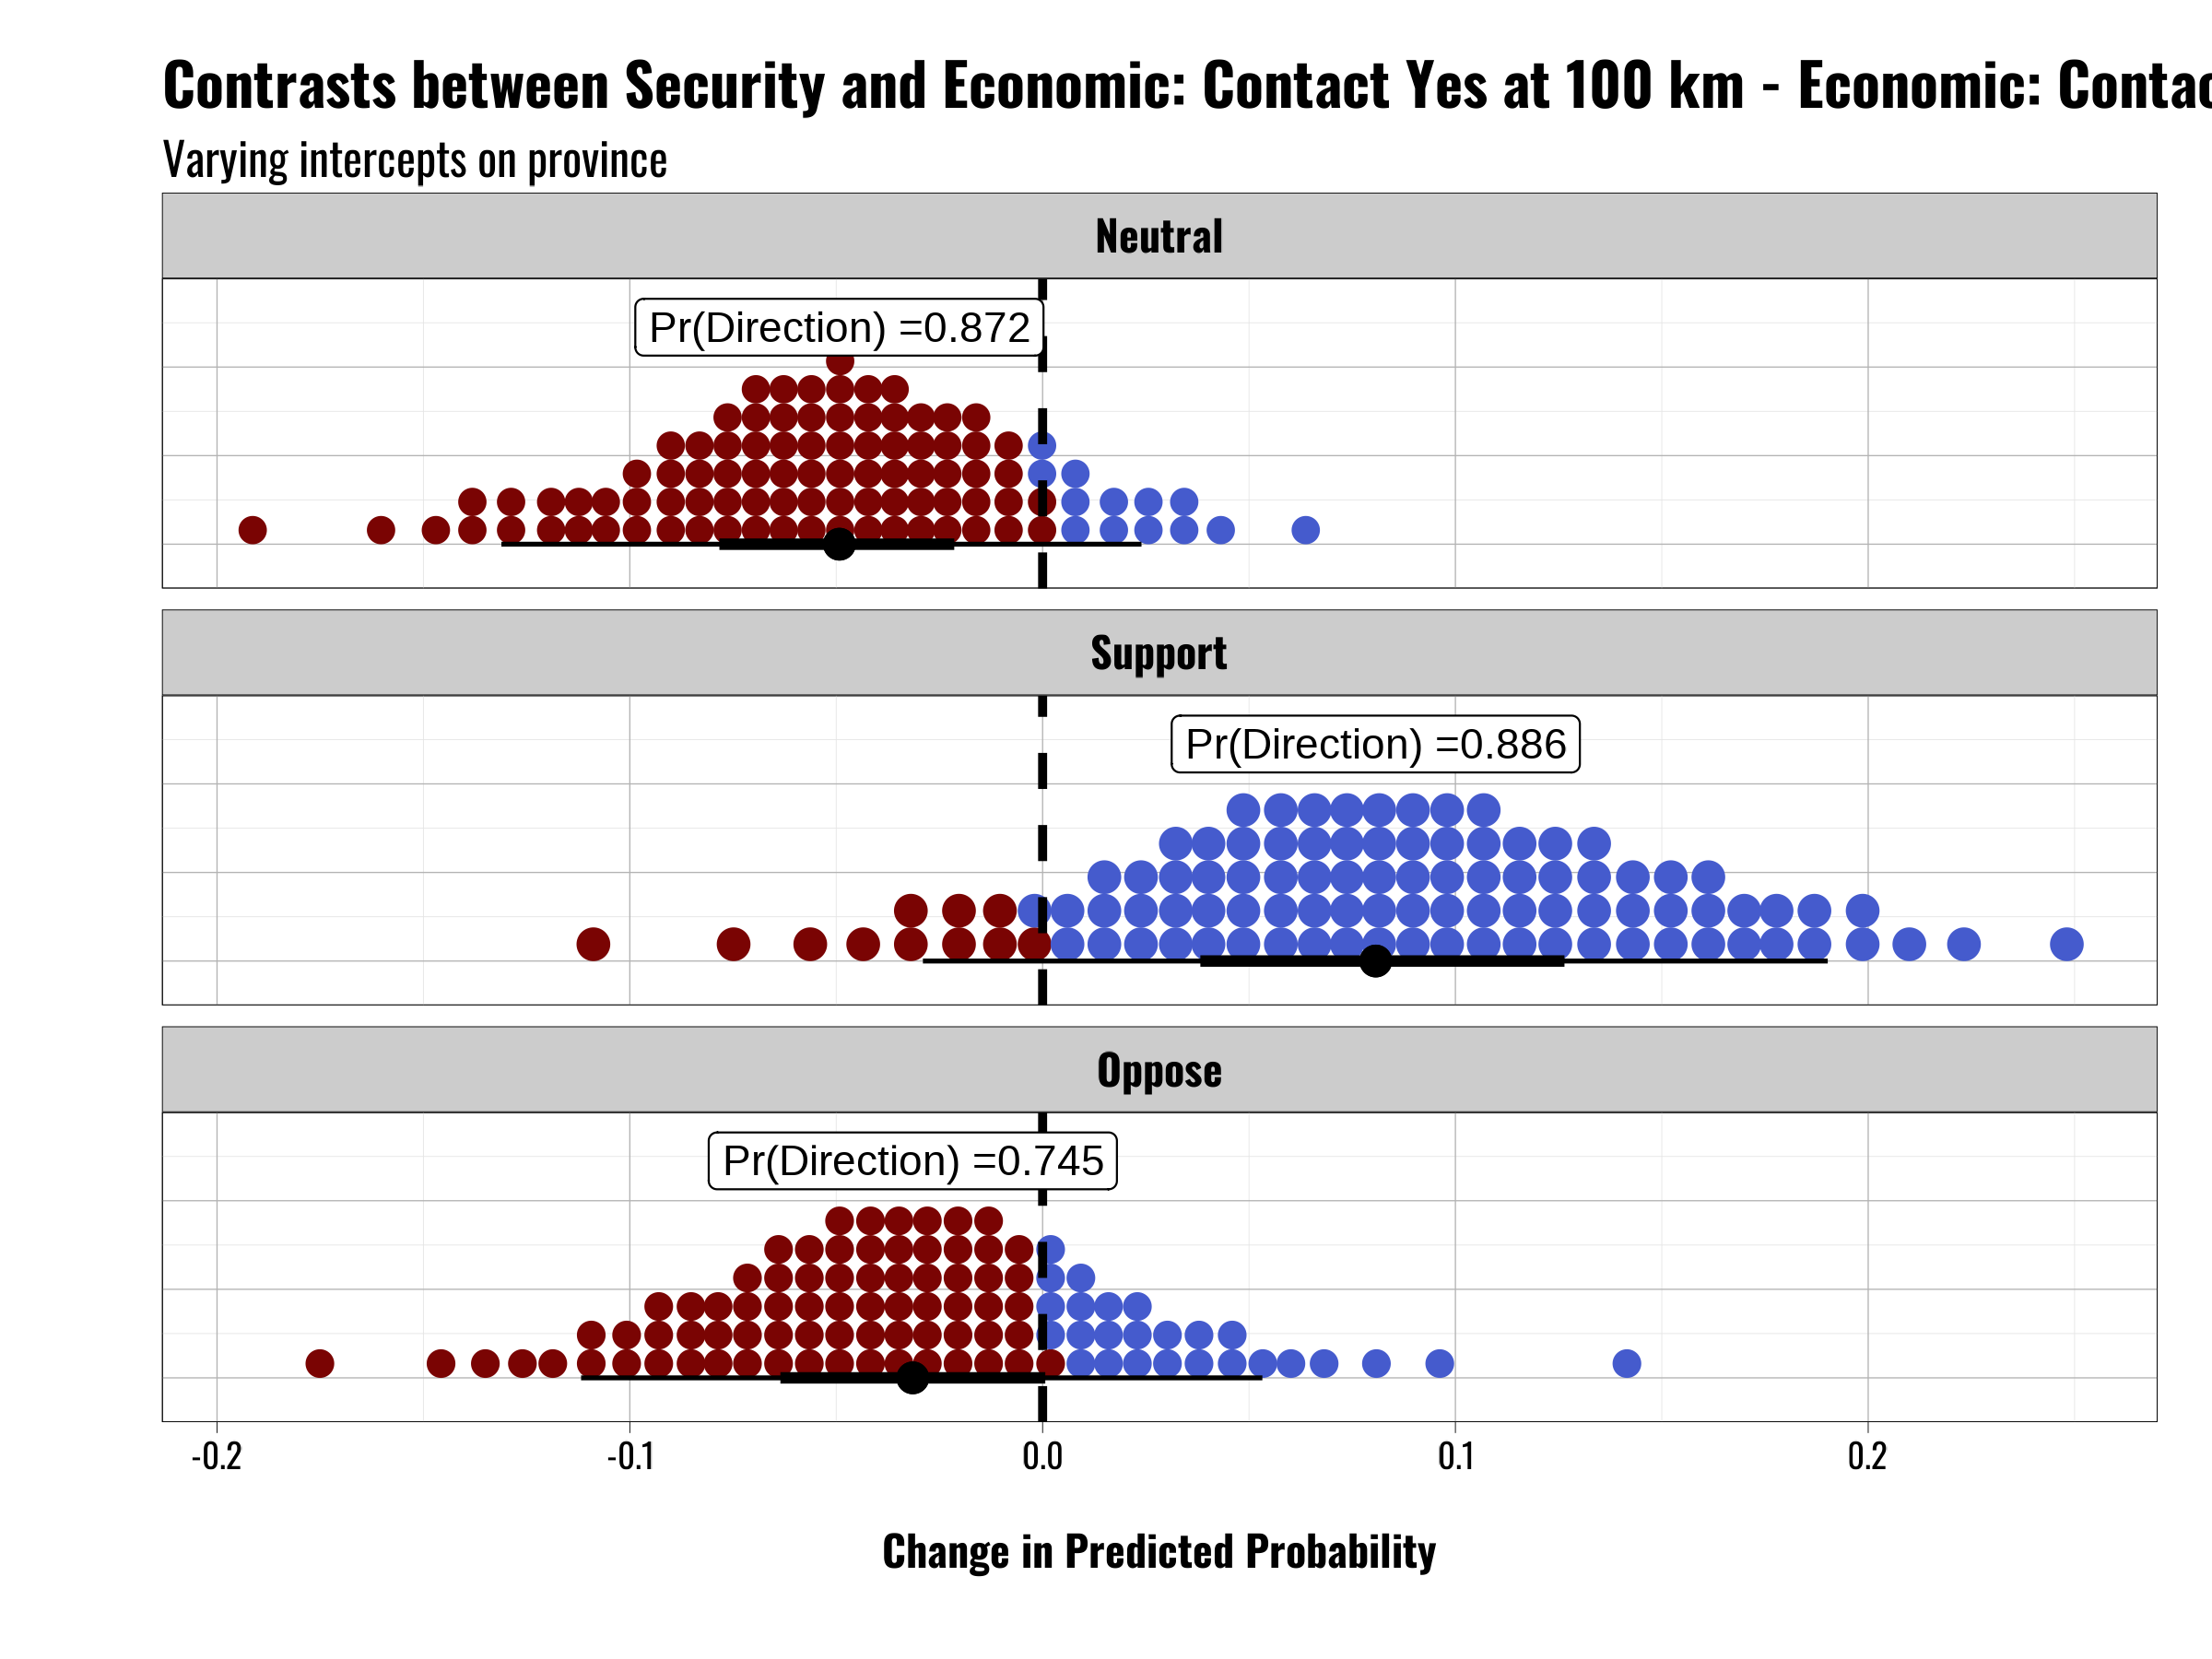 Contrasts between Security and Economic: Contact Yes at 100 km - Economic:
Varying intercepts on province
Neutral
Pr(Direction) =0.872
Support
Pr(Direction) =0.886
Oppose
Pr(Direction) =0.745
-0.2 -0.1 0.0 0.1 0.2
Change in Predicted Probability